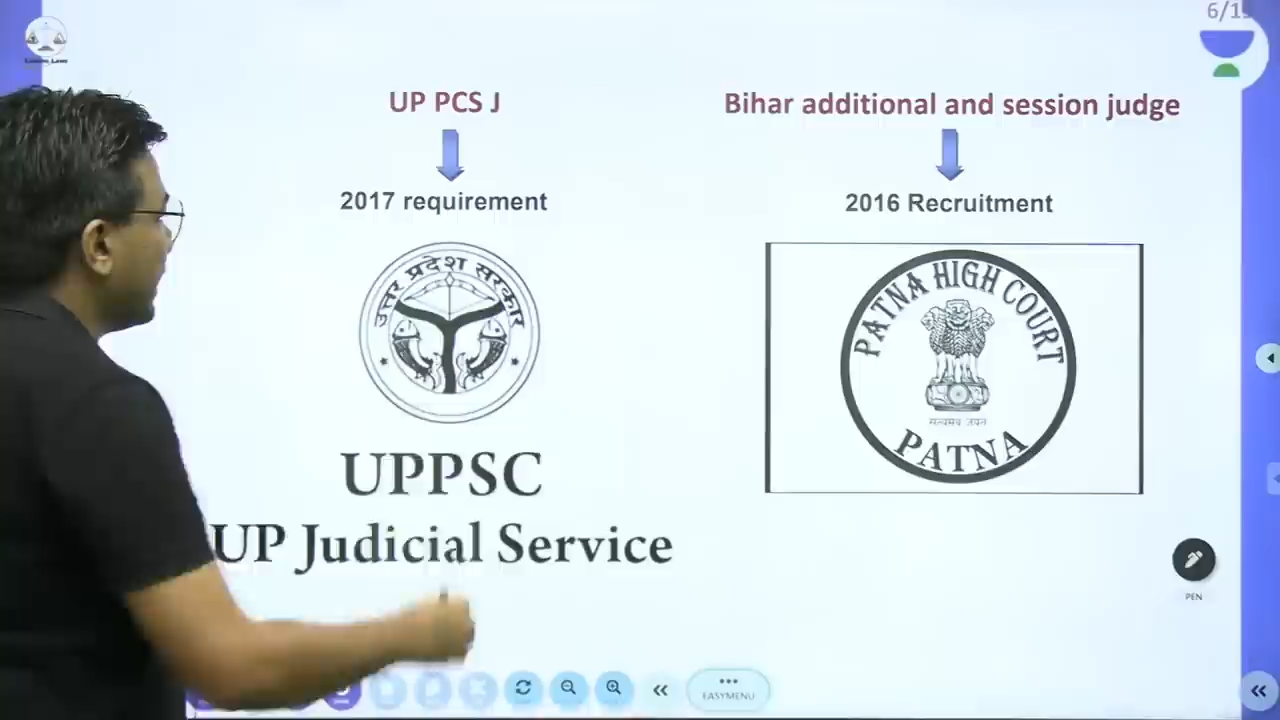 6/1
UP PCS J
Bihar additional and session judge
2017 requirement
2016 Recruitment
उत्तर प्रदेश सरकार
PATNA HIGH COURT
सत्यमेव जयते
PATNA
UPPSC
UP Judicial Service
PEN
EASYMENU